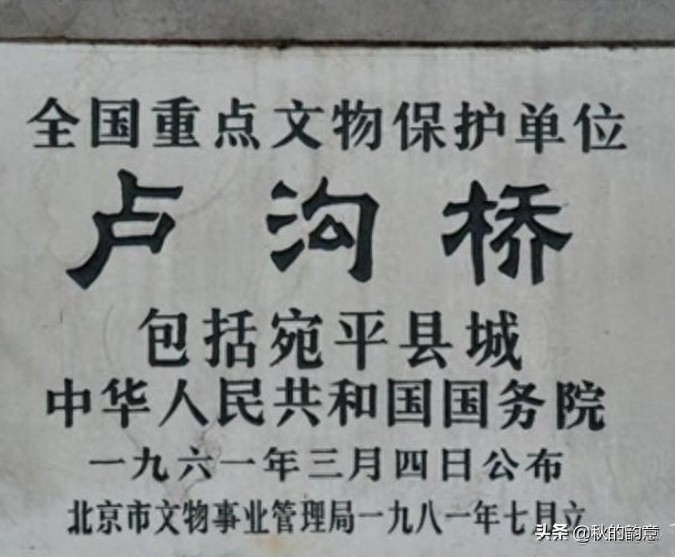 全国重点文物保护单位
卢沟桥
包括宛平县城
中华人民共和国国务院
一九六一年三月四日公布
北京市文物事业管理局一九八一年七月立
头条 @秋的韵意